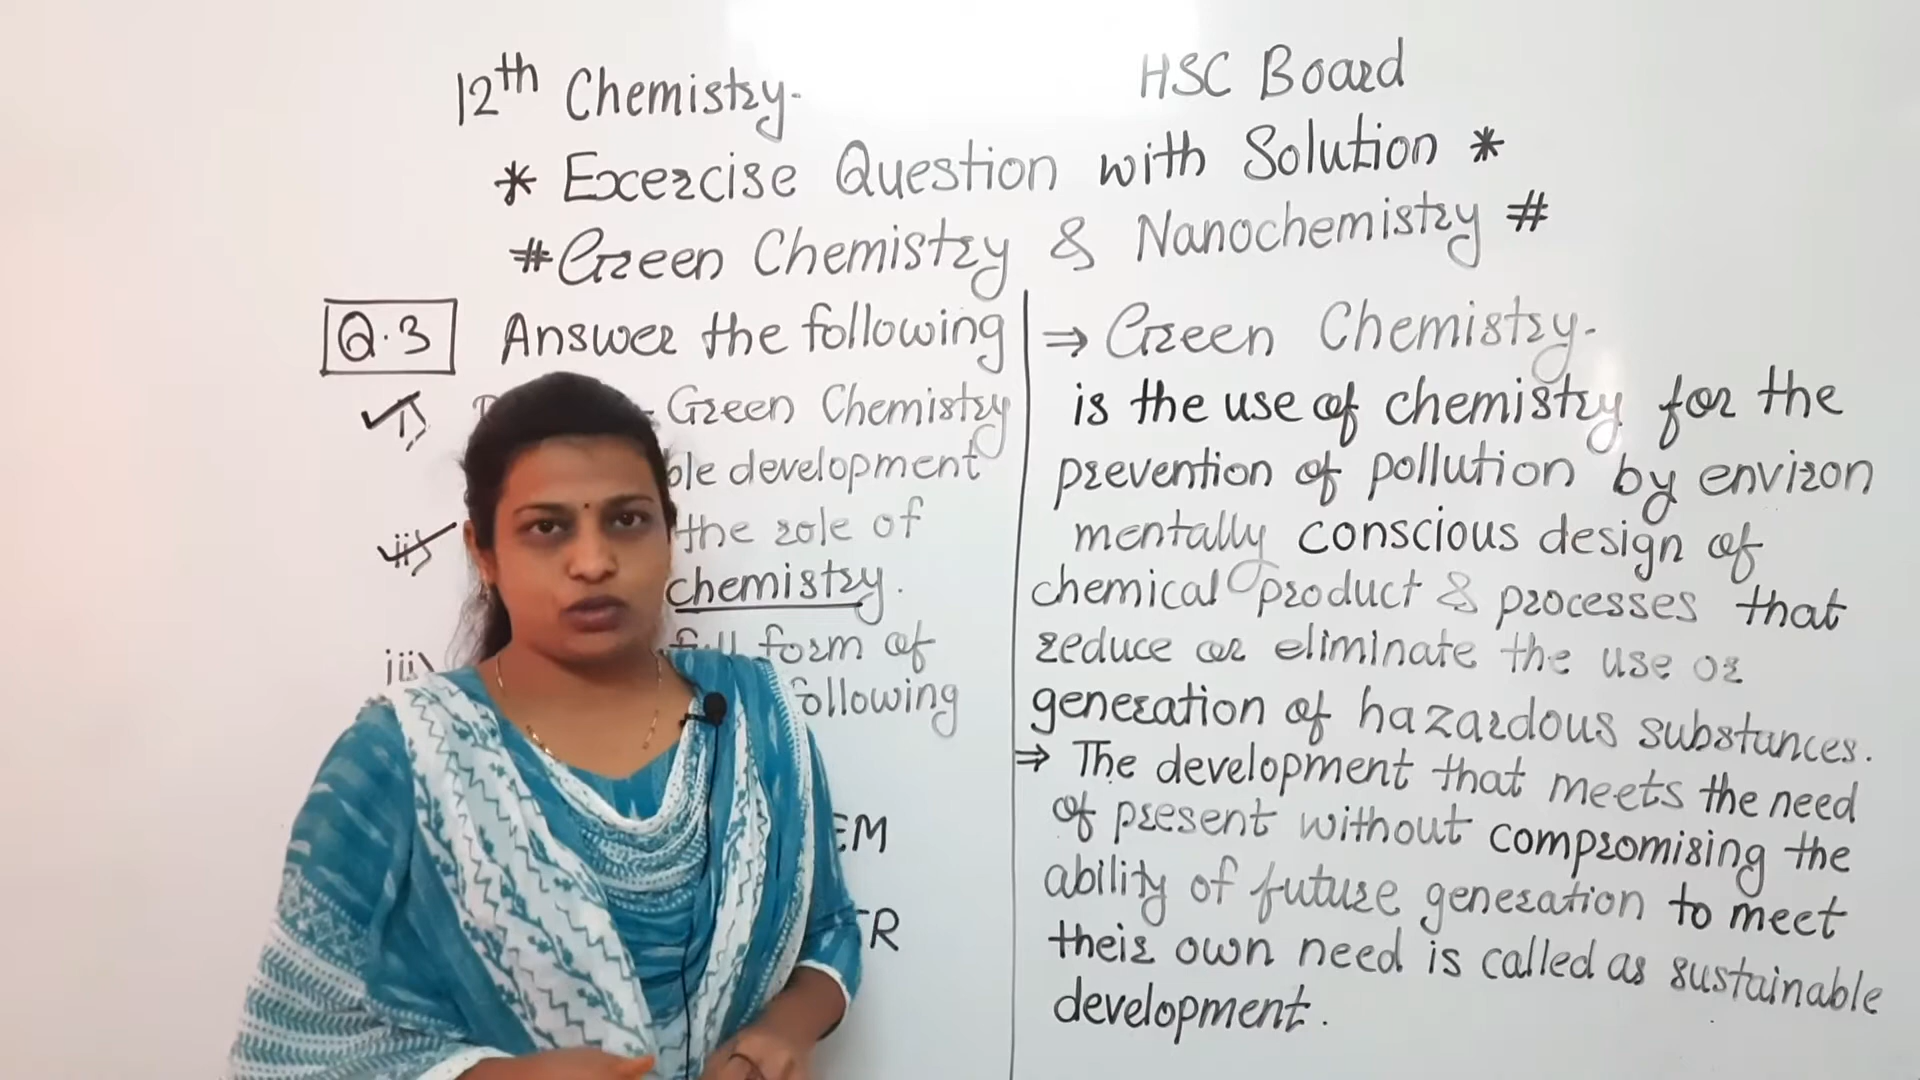 12th Chemistry.
HSC Board
* Exercise Question with Solution *
# Green Chemistry & Nanochemistry #
Q.3 Answer the following
i) Green Chemistry
development
ii) the role of
chemistry.
iii) form of
following
EM
TR
⇒ Green Chemistry.
is the use of chemistry for the
prevention of pollution by environ
mentally conscious design of
chemical product & processes that
reduce or eliminate the use or
generation of hazardous substances.
⇒ The development that meets the need
of present without compromising the
ability of future generation to meet
their own need is called as sustainable
development.